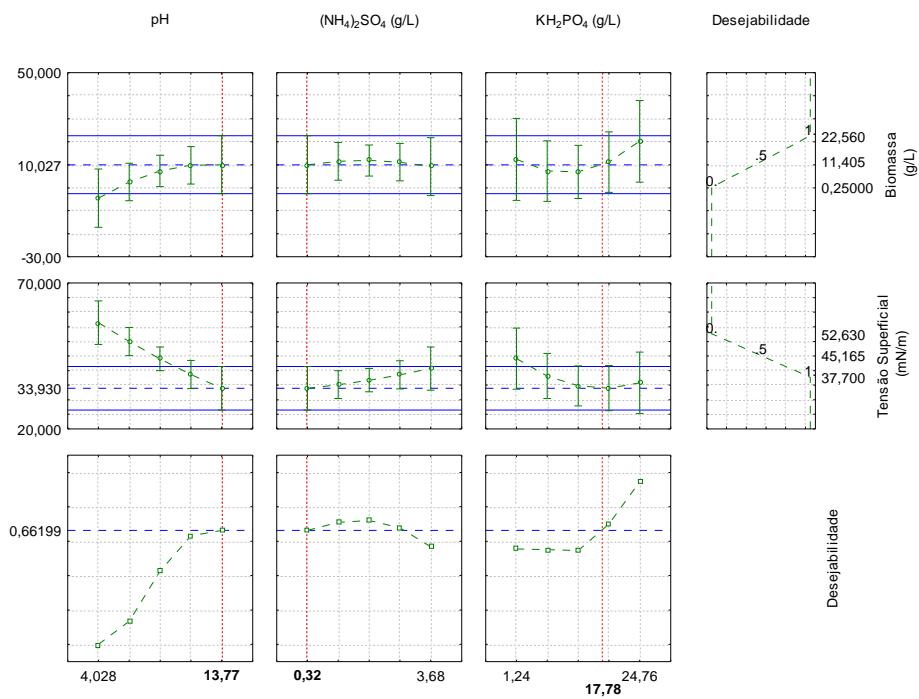 pH
(NH₄)₂SO₄ (g/L)
KH₂PO₄ (g/L)
Desejabilidade
50,000
10,027
-30,00
1.
.5
0.
22,560
11,405
0,25000
Biomassa
(g/L)
70,000
33,930
20,000
0.
.5
1.
52,630
45,165
37,700
Tensão Superficial
(mN/m)
0,66199
Desejabilidade
4,028
13,77
0,32
3,68
1,24
17,78
24,76